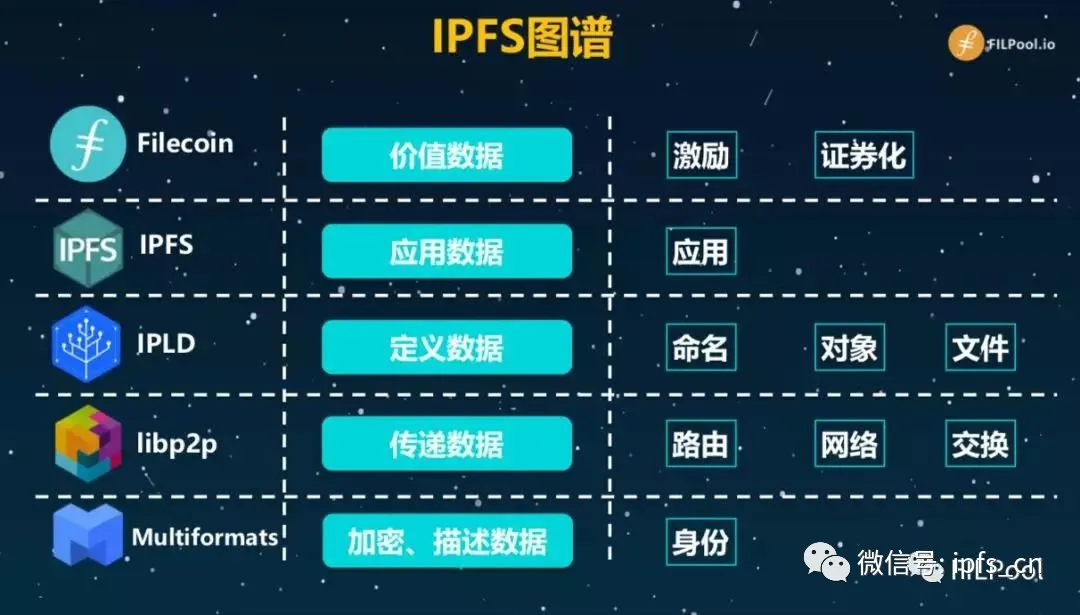 IPFS图谱
FILPool.io
Filecoin 价值数据 激励 证券化
IPFS IPFS 应用数据 应用
IPLD 定义数据 命名 对象 文件
libp2p 传递数据 路由 网络 交换
Multiformats 加密、描述数据 身份
微信号: ipfs_cn